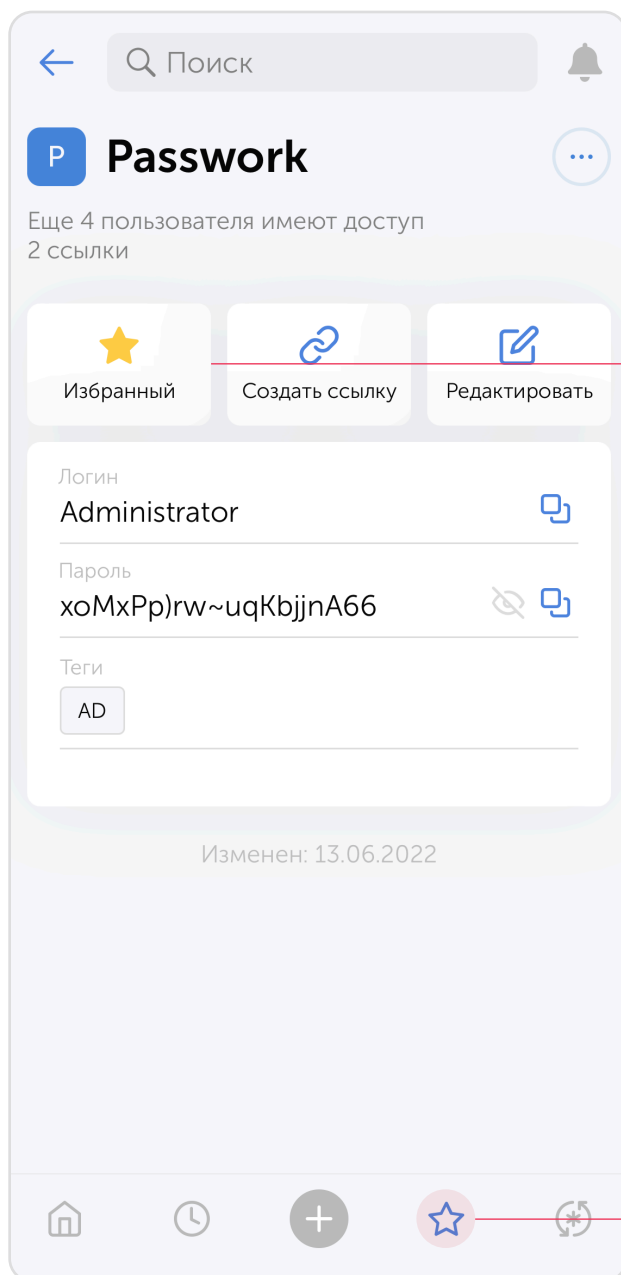 Поиск
P Passwork
Еще 4 пользователя имеют доступ
2 ссылки
Избранный Создать ссылку Редактировать
Логин
Administrator
Пароль
xoMxPp)rw~uqKbjjnA66
Теги
AD
Изменен: 13.06.2022